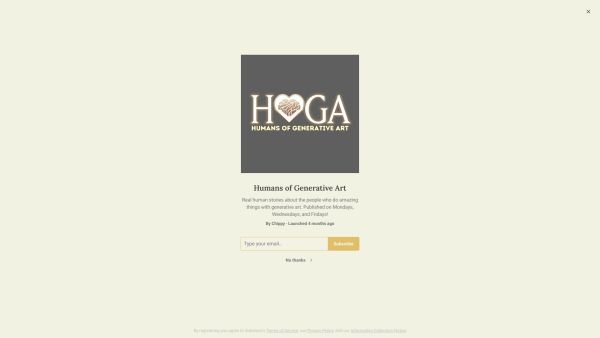 HOGA
HUMANS OF GENERATIVE ART
Humans of Generative Art
Real human stories about the people who do amazing
things with generative art. Published on Mondays,
Wednesdays, and Fridays!
By Chippy · Launched 4 months ago
Type your email...
Subscribe
No thanks
By registering you agree to Substack's Terms of Service, our Privacy Policy, and our Information Collection Notice